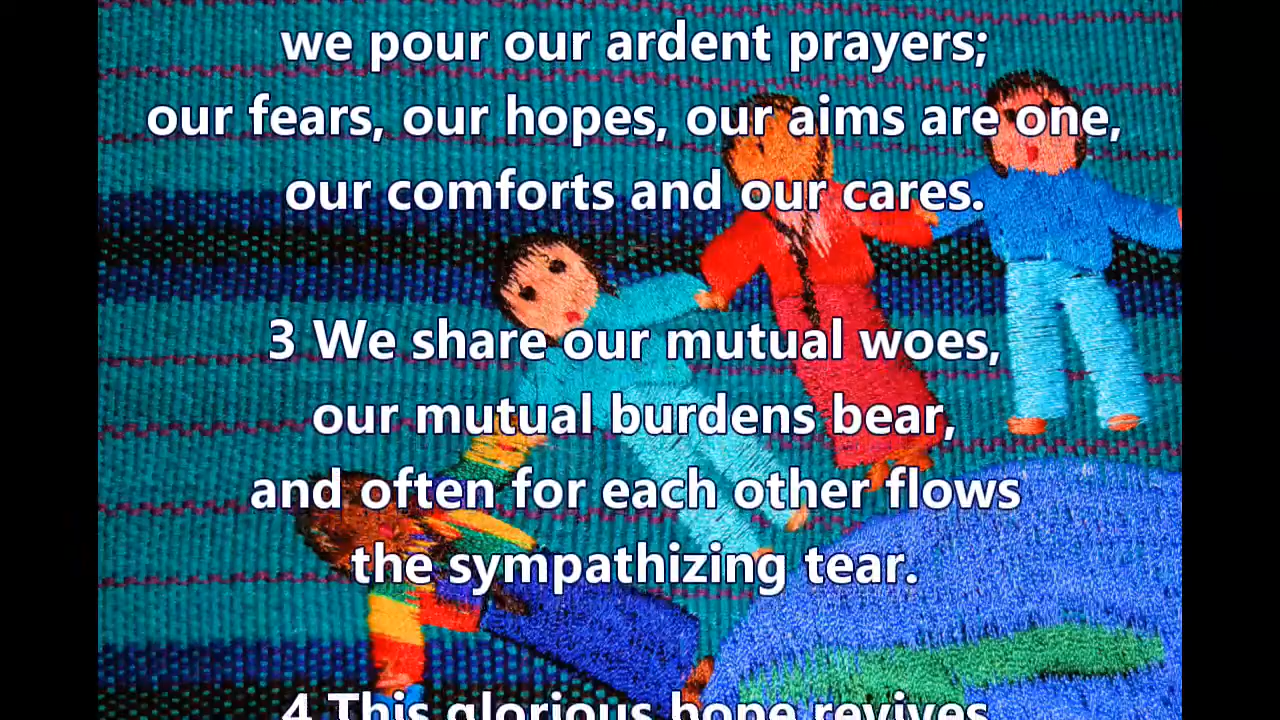 we pour our ardent prayers;
our fears, our hopes, our aims are one,
our comforts and our cares.
3 We share our mutual woes,
our mutual burdens bear,
and often for each other flows
the sympathizing tear.
4 This glorious hope revives